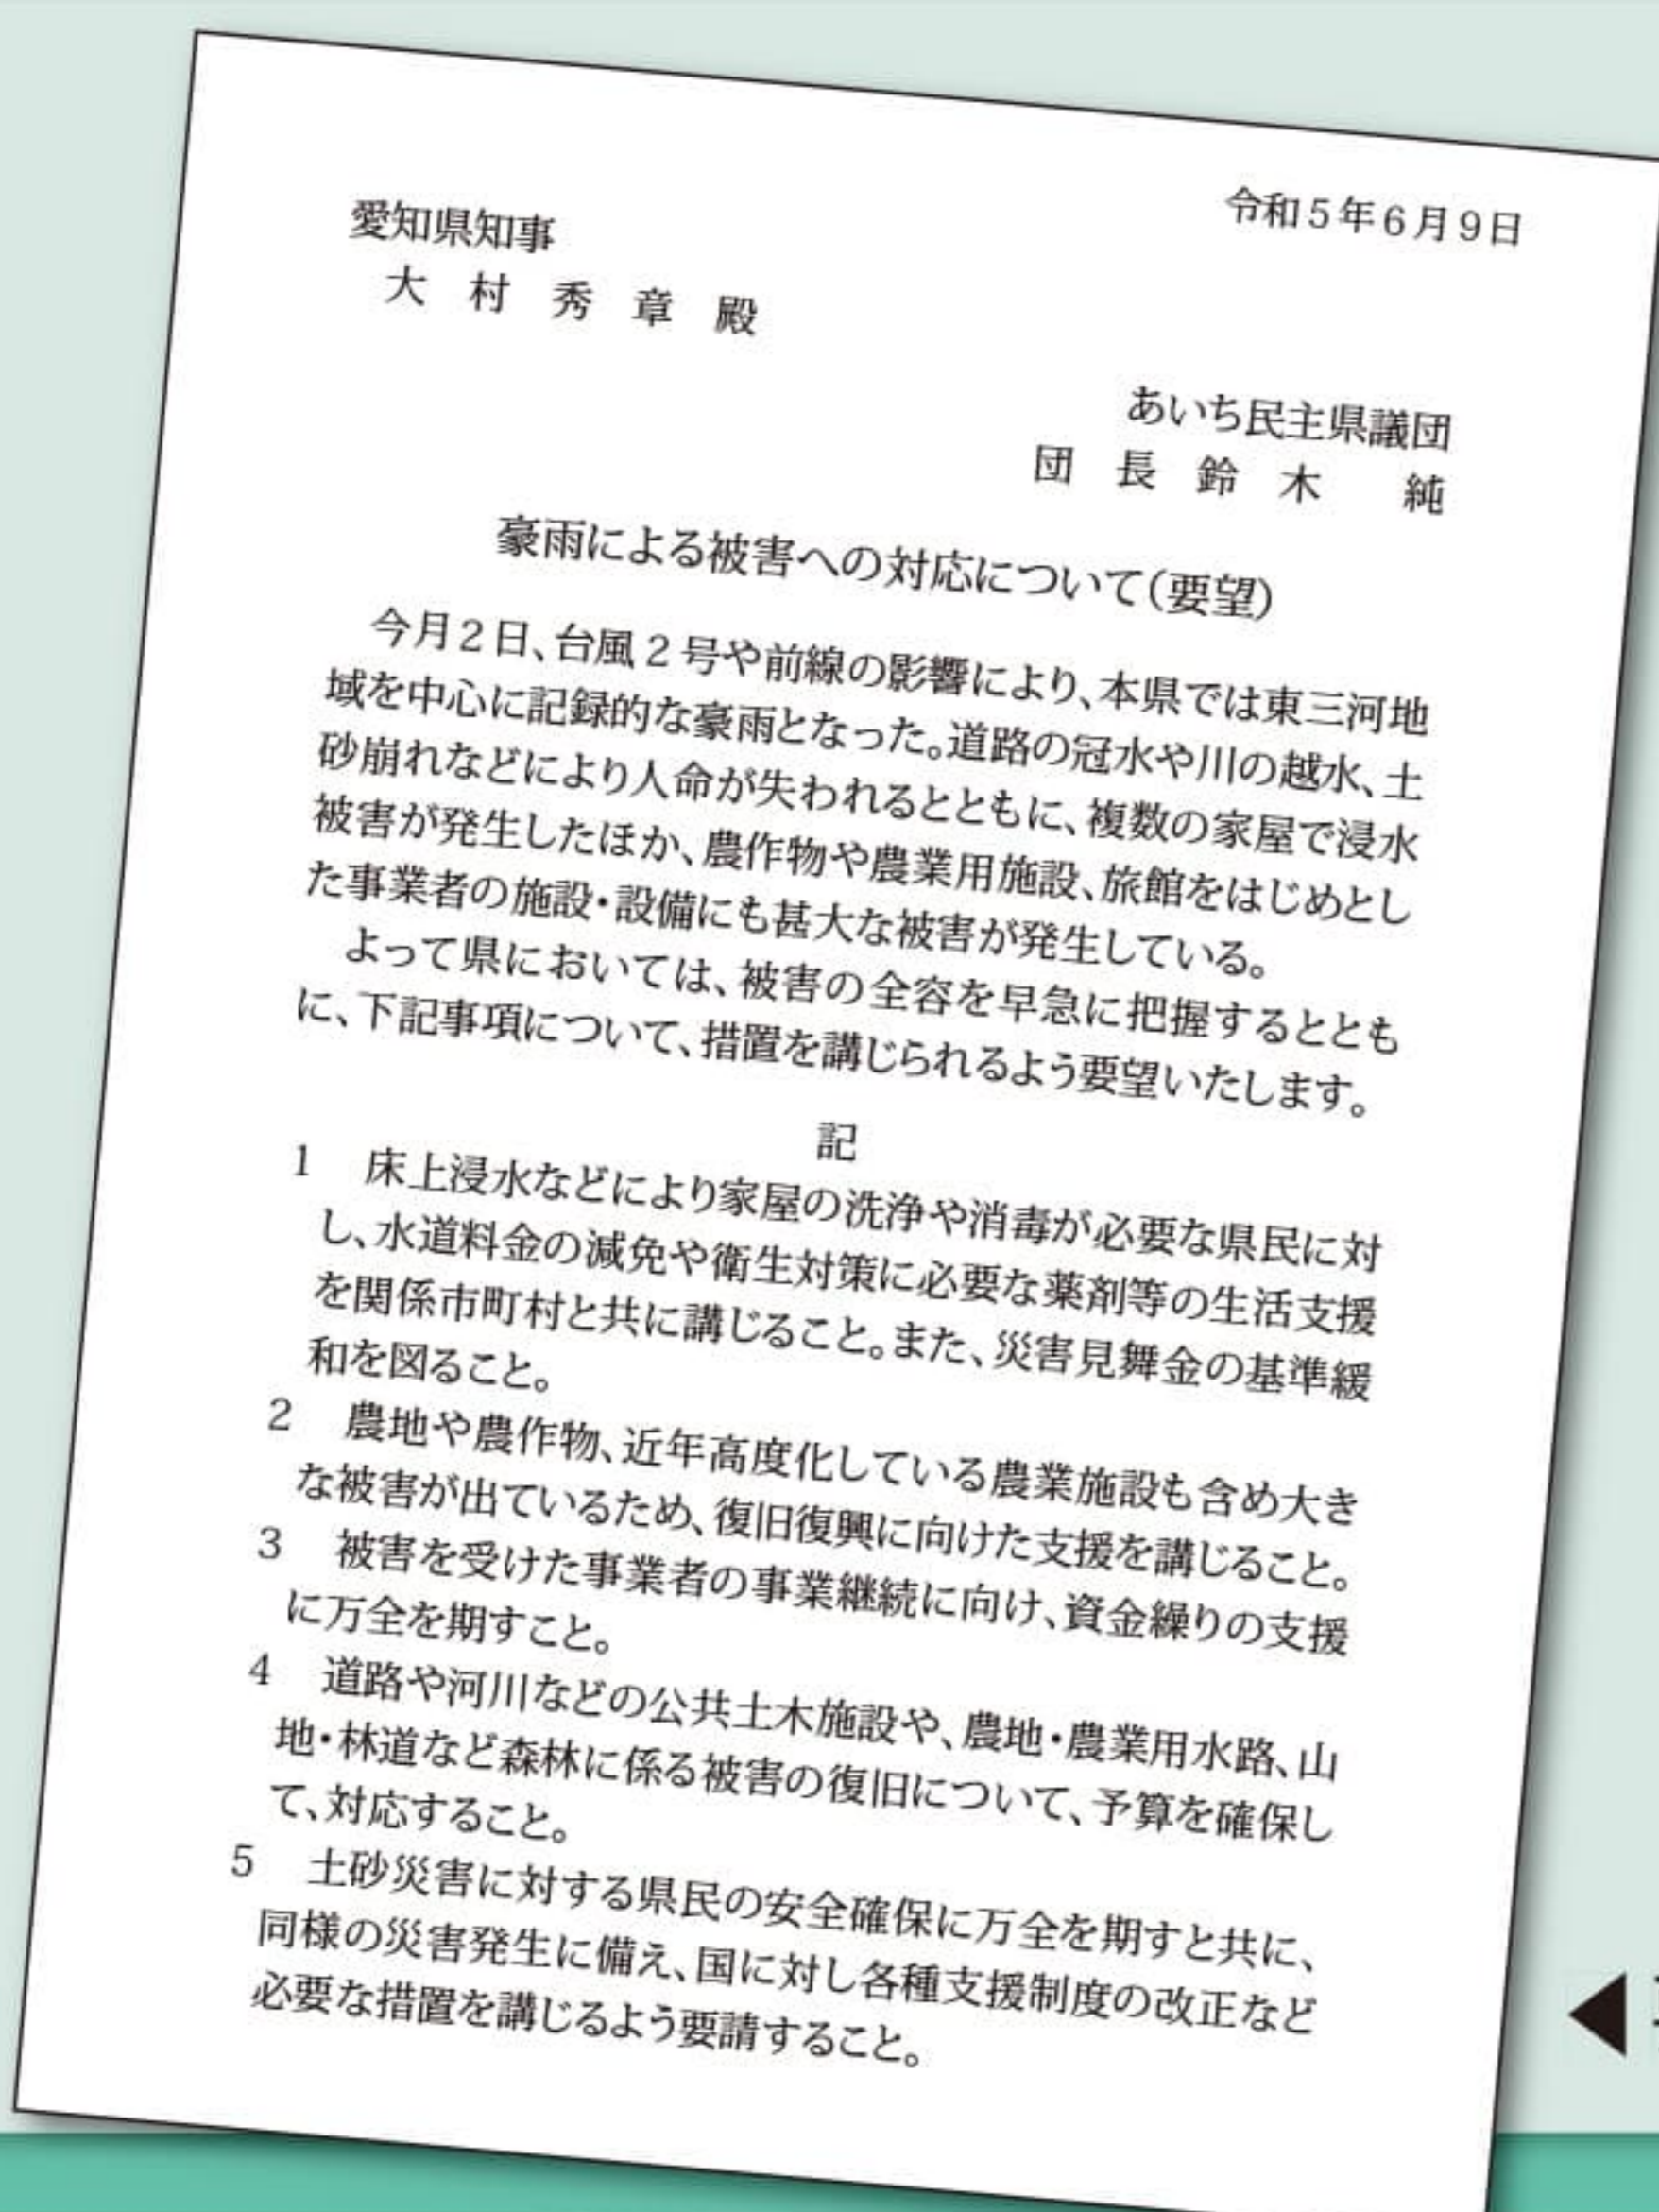 令和5年6月9日
愛知県知事
大　村　秀　章　殿
あいち民主県議団
団　長　鈴　木　　純
豪雨による被害への対応について（要望）
　今月2日、台風2号や前線の影響により、本県では東三河地
域を中心に記録的な豪雨となった。道路の冠水や川の越水、土
砂崩れなどにより人命が失われるとともに、複数の家屋で浸水
被害が発生したほか、農作物や農業用施設、旅館をはじめとし
た事業者の施設・設備にも甚大な被害が発生している。
　よって県においては、被害の全容を早急に把握するととも
に、下記事項について、措置を講じられるよう要望いたします。
記
1　床上浸水などにより家屋の洗浄や消毒が必要な県民に対
し、水道料金の減免や衛生対策に必要な薬剤等の生活支援
を関係市町村と共に講じること。また、災害見舞金の基準緩
和を図ること。
2　農地や農作物、近年高度化している農業施設も含め大き
な被害が出ているため、復旧復興に向けた支援を講じること。
3　被害を受けた事業者の事業継続に向け、資金繰りの支援
に万全を期すこと。
4　道路や河川などの公共土木施設や、農地・農業用水路、山
地・林道など森林に係る被害の復旧について、予算を確保し
て、対応すること。
5　土砂災害に対する県民の安全確保に万全を期すと共に、
同様の災害発生に備え、国に対し各種支援制度の改正など
必要な措置を講じるよう要請すること。
◀